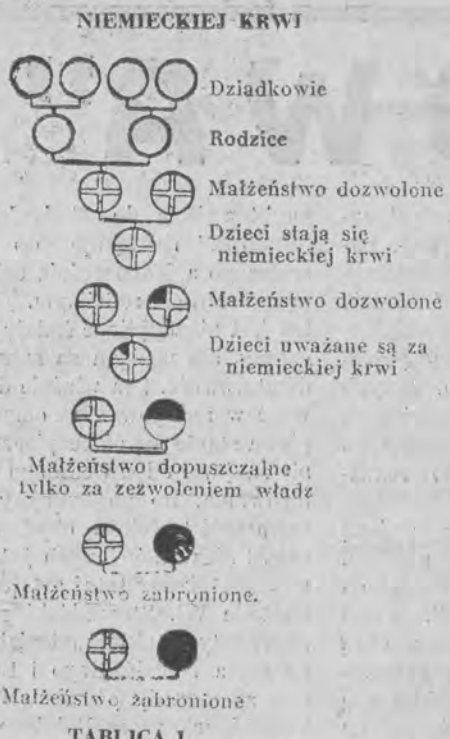 NIEMIECKIEJ KRWI
Dziadkowie
Rodzice
Małżeństwo dozwolone
Dzieci stają się
niemieckiej krwi
Małżeństwo dozwolone
Dzieci uważane są za
niemieckiej krwi
Małżeństwo dopuszczalne
tylko za zezwoleniem władz
Małżeństwo zabronione.
Małżeństwo zabronione
TABLICA I